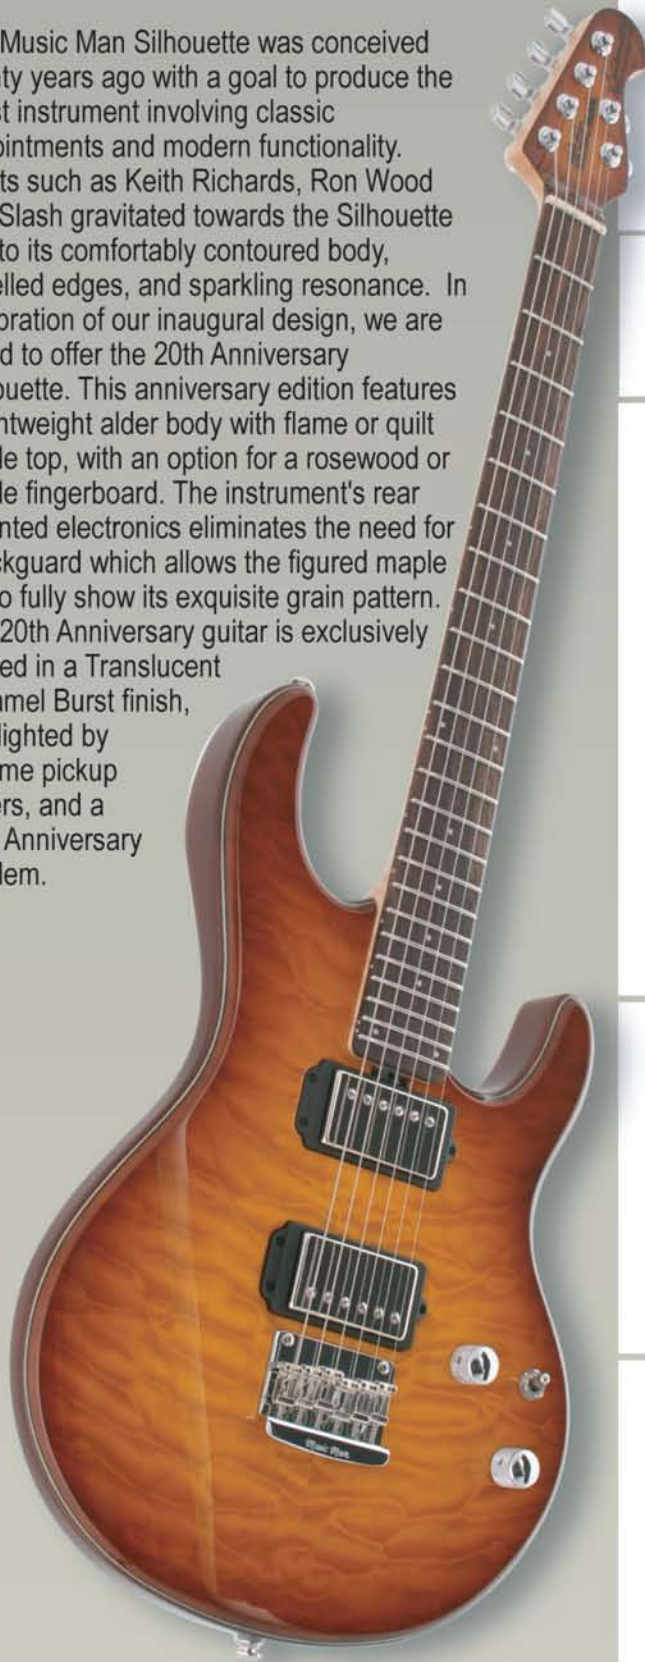 Music Man Silhouette was conceived
ty years ago with a goal to produce the
t instrument involving classic
ointments and modern functionality.
ts such as Keith Richards, Ron Wood
Slash gravitated towards the Silhouette
to its comfortably contoured body,
elled edges, and sparkling resonance. In
bration of our inaugural design, we are
d to offer the 20th Anniversary
ouette. This anniversary edition features
ntweight alder body with flame or quilt
le top, with an option for a rosewood or
le fingerboard. The instrument's rear
nted electronics eliminates the need for
ckguard which allows the figured maple
o fully show its exquisite grain pattern.
20th Anniversary guitar is exclusively
ed in a Translucent
amel Burst finish,
lighted by
me pickup
ers, and a
Anniversary
lem.
Music Man